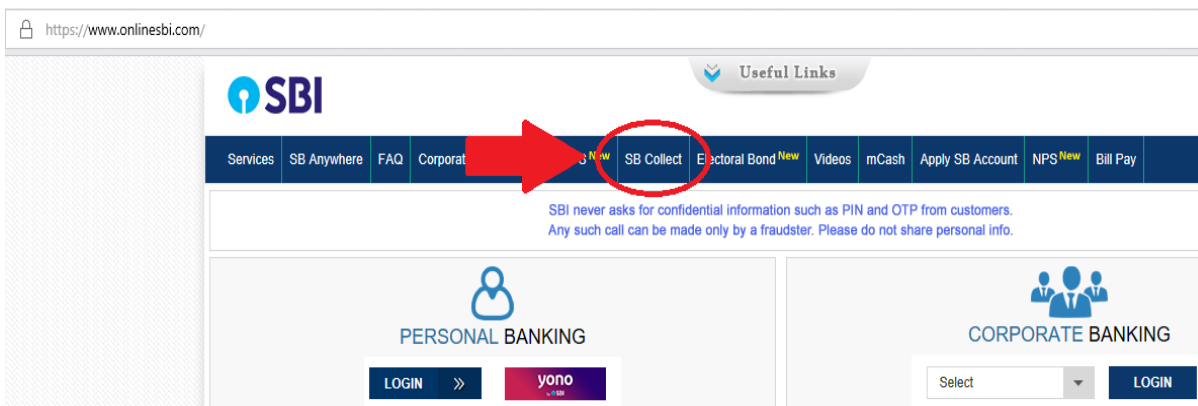 https://www.onlinesbi.com/
Useful Links
SBI
Services SB Anywhere FAQ Corporat S New SB Collect Electoral Bond New Videos mCash Apply SB Account NPS New Bill Pay
SBI never asks for confidential information such as PIN and OTP from customers.
Any such call can be made only by a fraudster. Please do not share personal info.
PERSONAL BANKING
CORPORATE BANKING
LOGIN
yono
Select
LOGIN